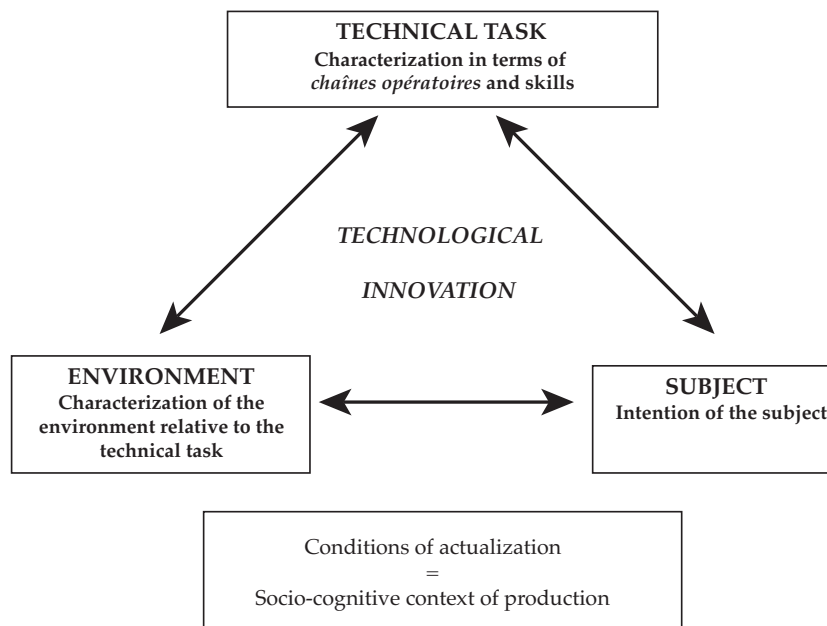 TECHNICAL TASK
Characterization in terms of
chaînes opératoires and skills
TECHNOLOGICAL
INNOVATION
ENVIRONMENT
Characterization of the
environment relative to the
technical task
SUBJECT
Intention of the subject
Conditions of actualization
=
Socio-cognitive context of production